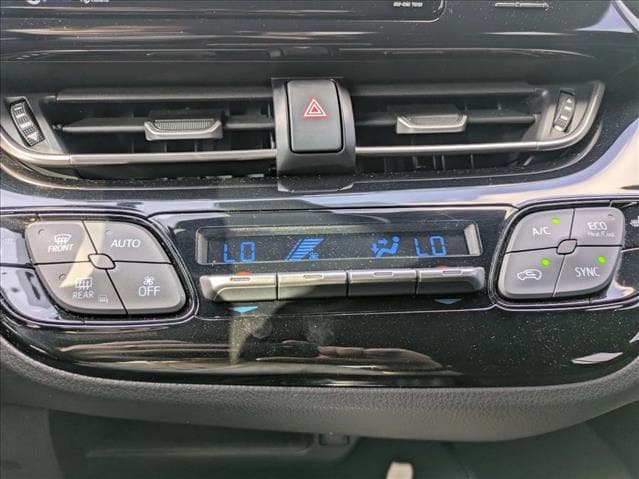 LO LO
FRONT AUTO
REAR OFF
A/C ECO
SYNC